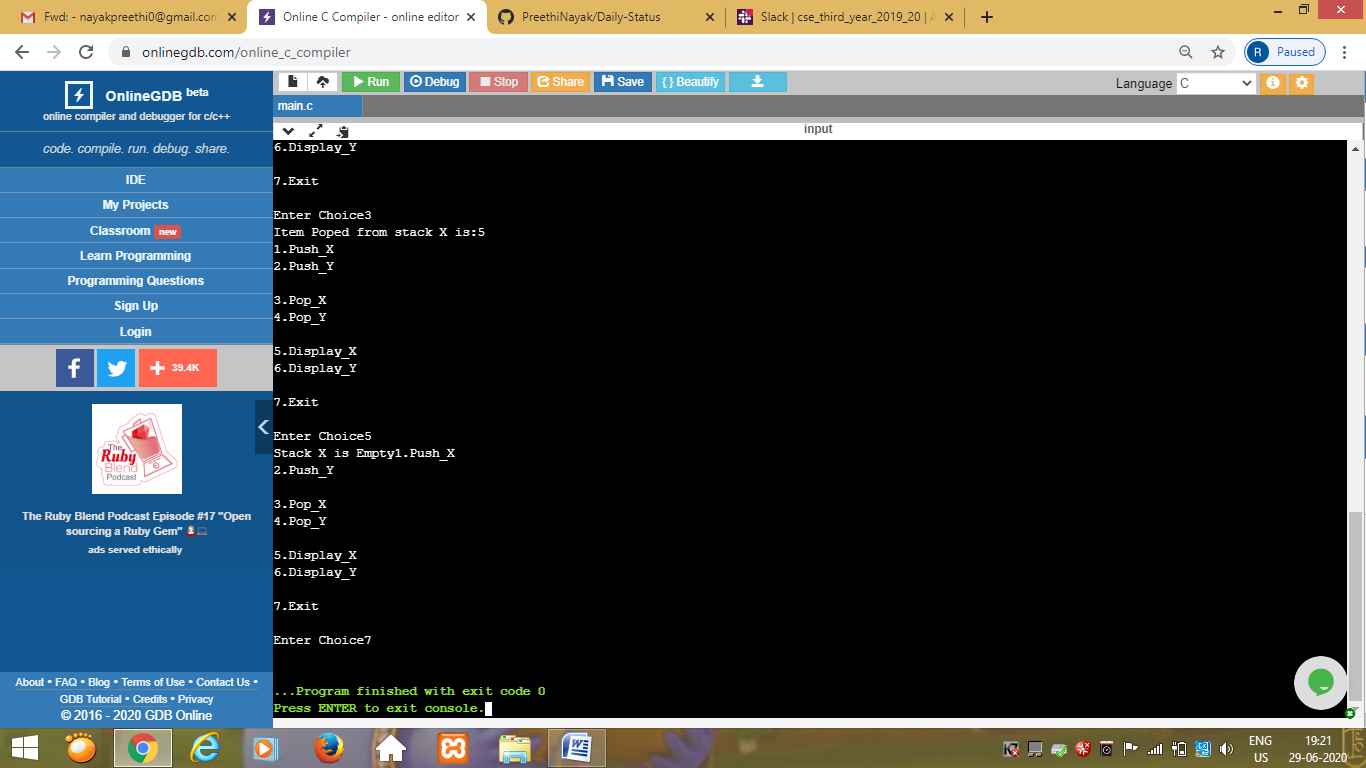 Fwd: - nayakpreethi0@gmail.com
Online C Compiler - online editor
PreethiNayak/Daily-Status
Slack | cse_third_year_2019_20 | A
onlinegdb.com/online_c_compiler
R Paused
OnlineGDB beta
online compiler and debugger for c/c++
code. compile. run. debug. share.
IDE
My Projects
Classroom new
Learn Programming
Programming Questions
Sign Up
Login
39.4K
The
Ruby
Blend
Podcast
The Ruby Blend Podcast Episode #17 "Open
sourcing a Ruby Gem"
ads served ethically
About • FAQ • Blog • Terms of Use • Contact Us •
GDB Tutorial • Credits • Privacy
© 2016 - 2020 GDB Online
Run Debug Stop Share Save { } Beautify
Language C
main.c
input
6.Display_Y
7.Exit
Enter Choice3
Item Poped from stack X is:5
1.Push_X
2.Push_Y
3.Pop_X
4.Pop_Y
5.Display_X
6.Display_Y
7.Exit
Enter Choice5
Stack X is Empty1.Push_X
2.Push_Y
3.Pop_X
4.Pop_Y
5.Display_X
6.Display_Y
7.Exit
Enter Choice7
...Program finished with exit code 0
Press ENTER to exit console.
ENG
US
19:21
29-06-2020